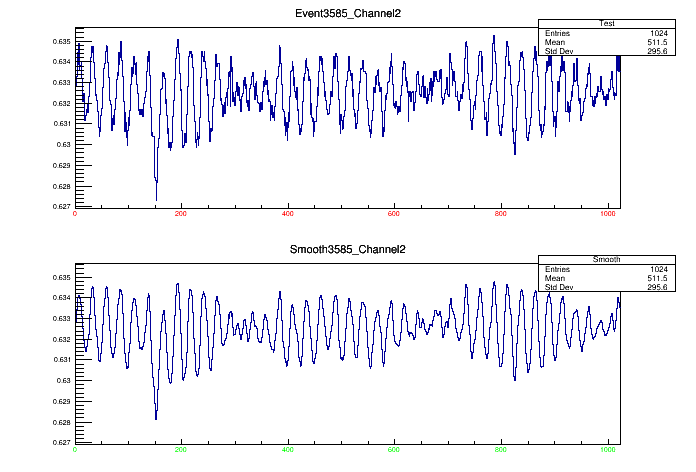 Event3585_Channel2
Test
Entries 1024
Mean 511.5
Std Dev 295.6
0.635
0.634
0.633
0.632
0.631
0.63
0.629
0.628
0.627
0 200 400 600 800 1000
Smooth3585_Channel2
Smooth
Entries 1024
Mean 511.5
Std Dev 295.6
0.635
0.634
0.633
0.632
0.631
0.63
0.629
0.628
0.627
0 200 400 600 800 1000